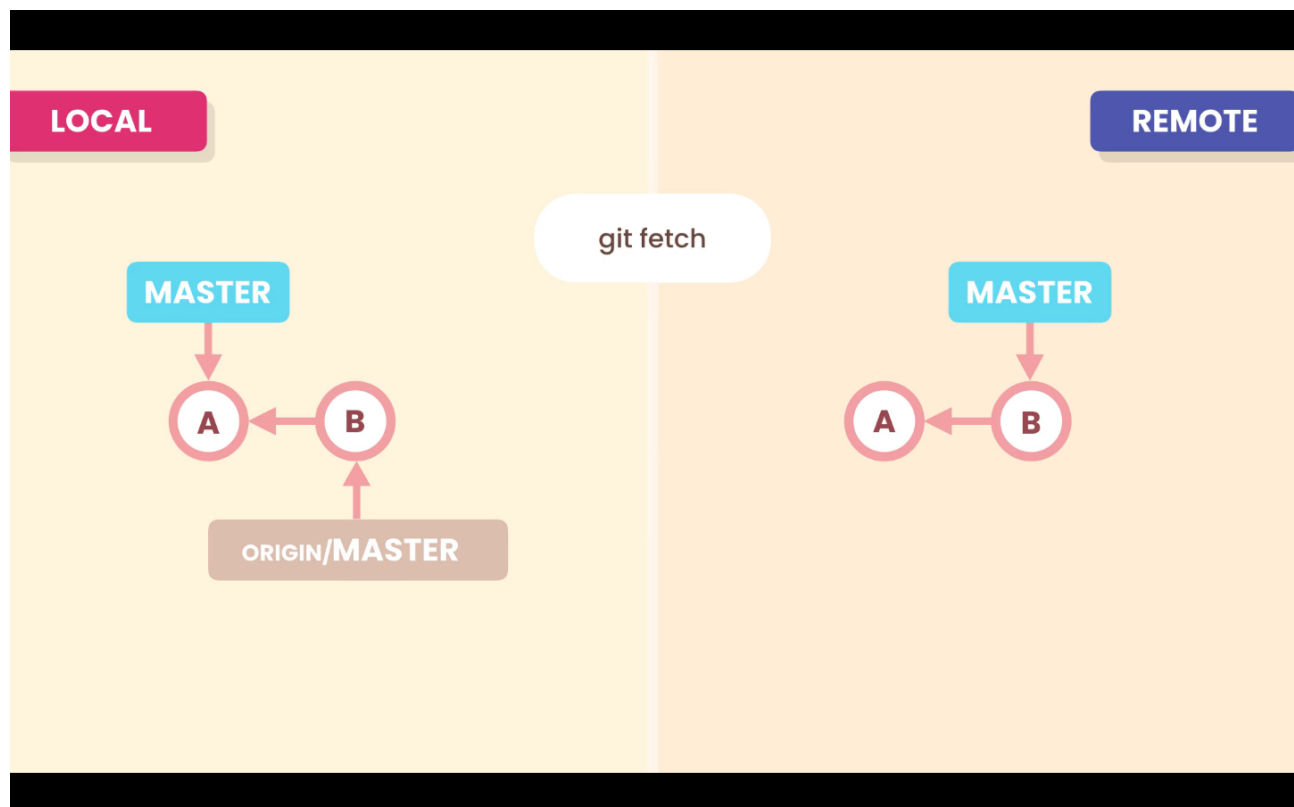 LOCAL
REMOTE
git fetch
MASTER
MASTER
A
B
A
B
ORIGIN/MASTER